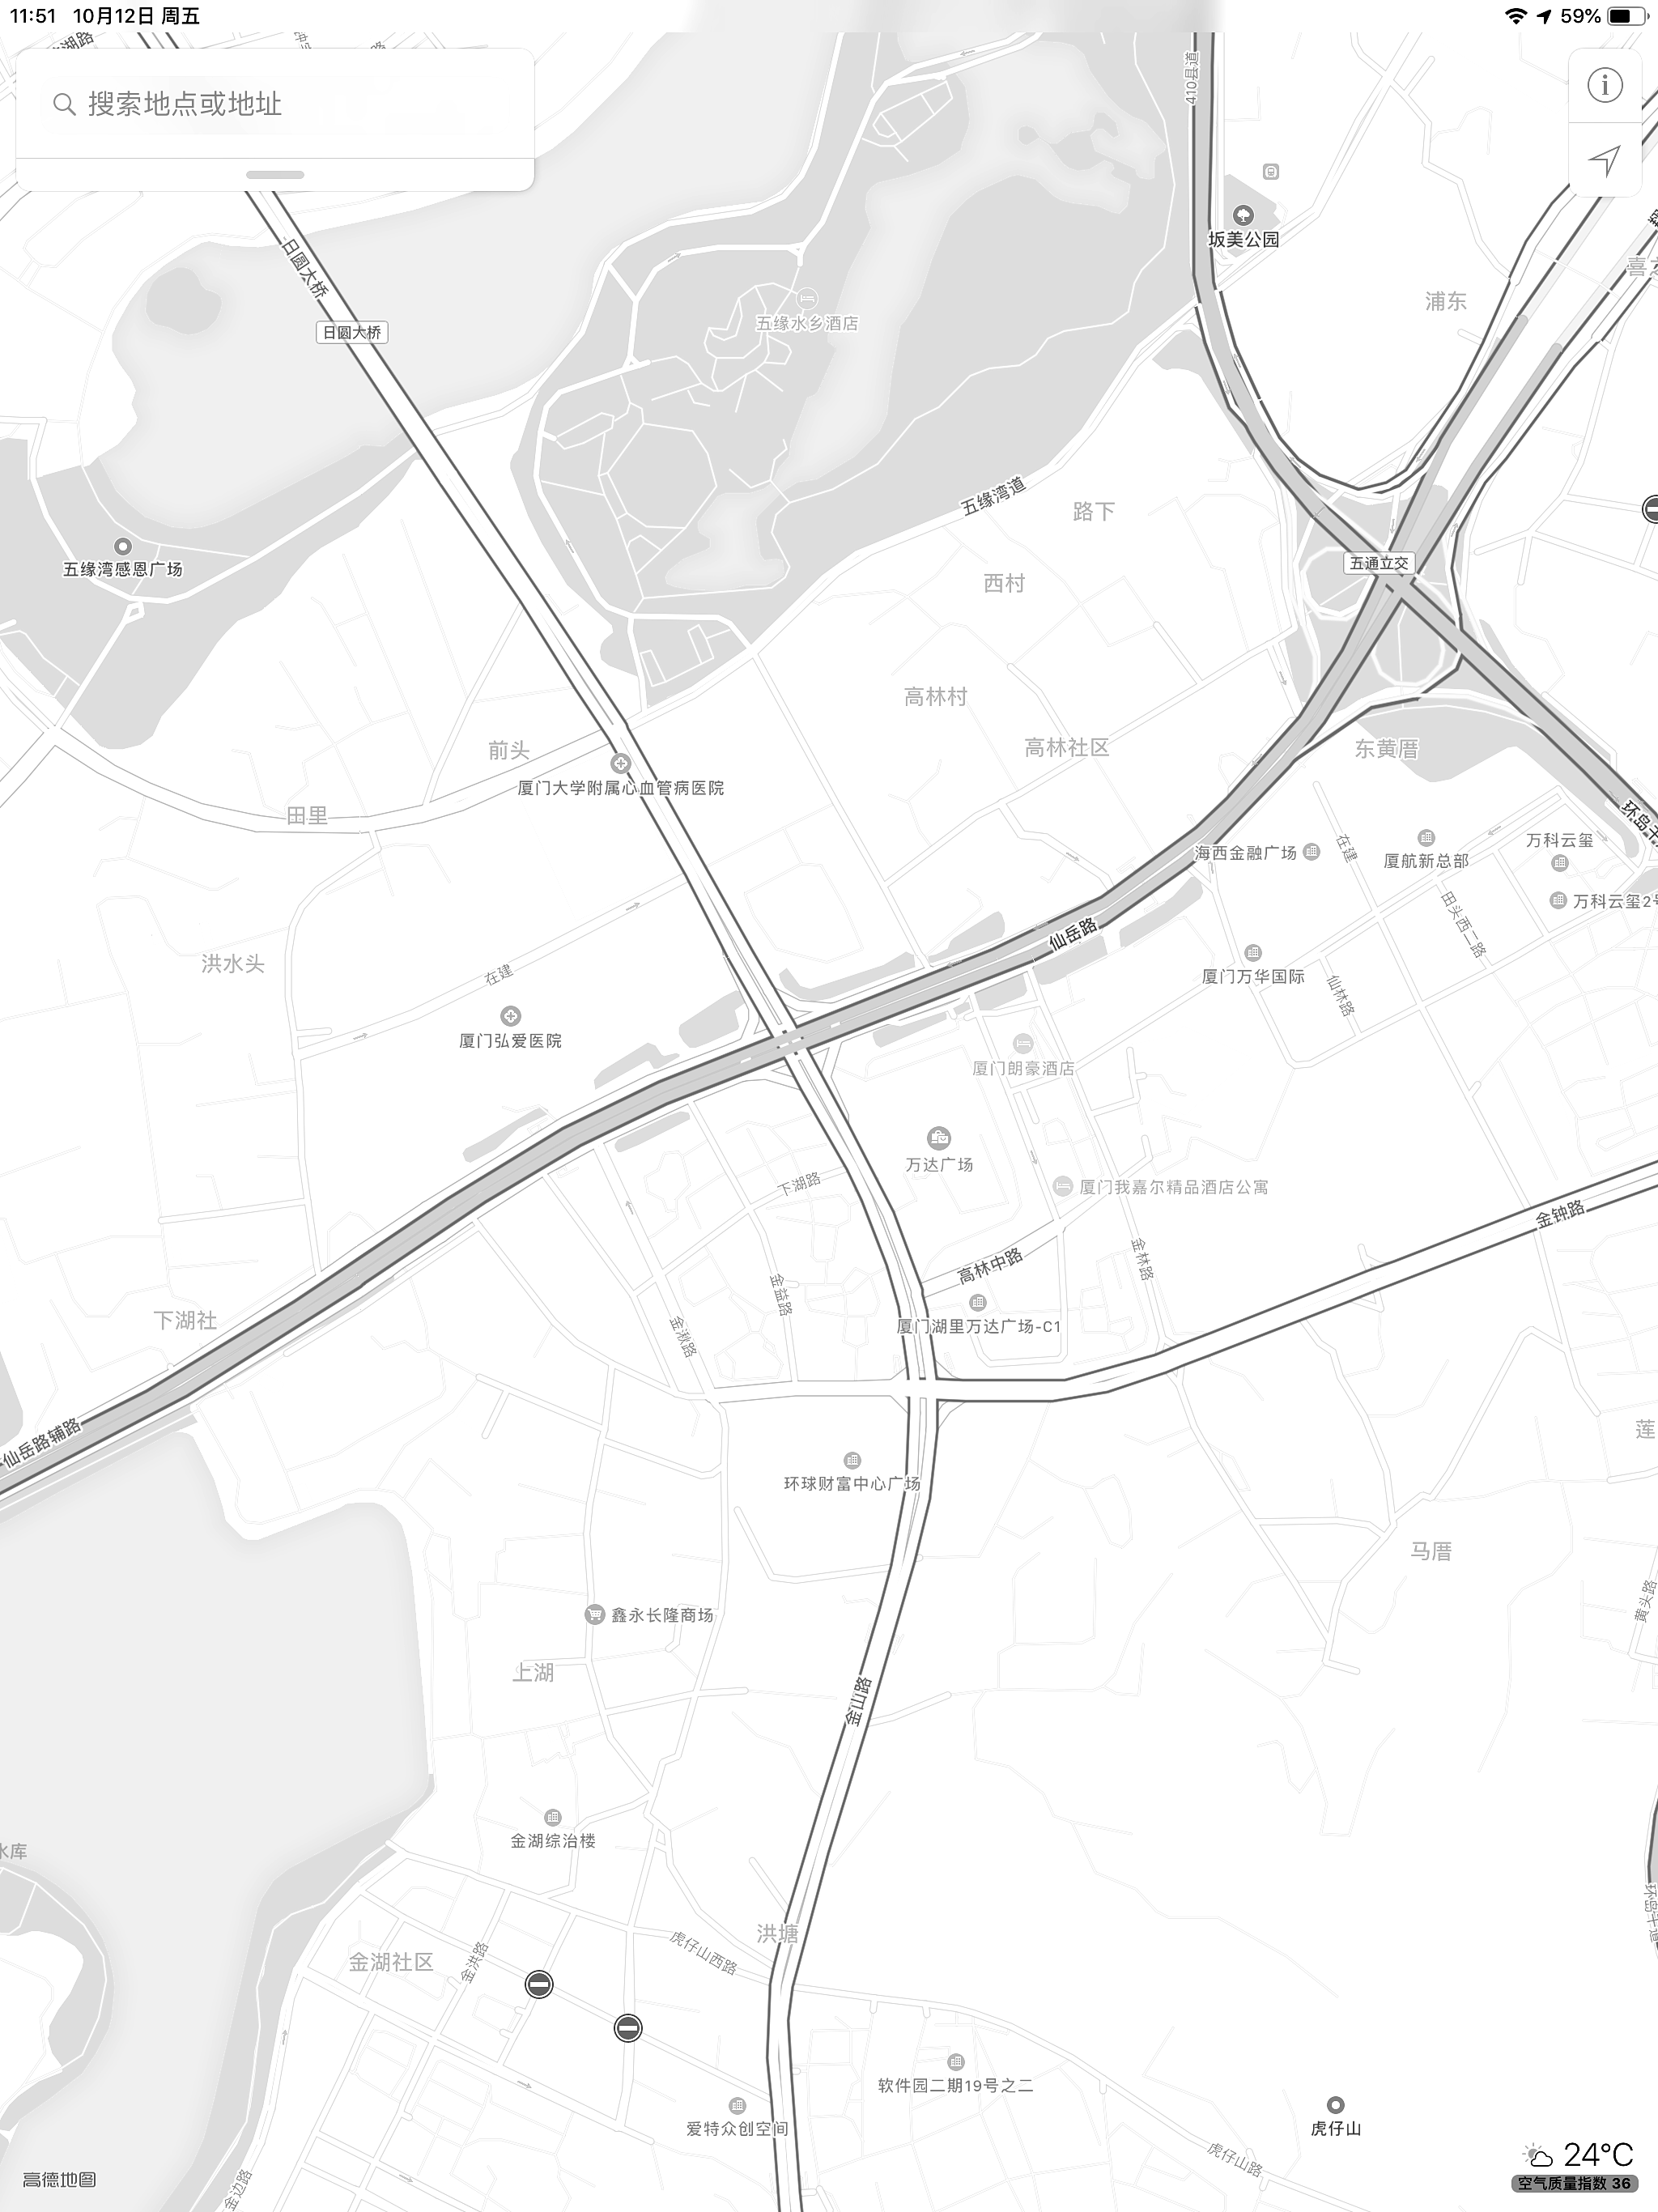 11:51 10月12日 周五
59%
搜索地点或地址
410县道
日圆大桥
日圆大桥
坂美公园
浦东
五缘水乡酒店
五缘湾道
路下
五通立交
五缘湾感恩广场
西村
高林村
高林社区
东黄厝
前头
厦门大学附属心血管病医院
田里
海西金融广场
在建
厦航新总部
万科云玺
万科云玺2号
田头西二路
仙岳路
洪水头
在建
厦门万华国际
仙林路
厦门弘爱医院
厦门朗豪酒店
万达广场
下湖路
厦门我嘉尔精品酒店公寓
金钟路
高林中路
金林路
金益路
厦门湖里万达广场-C1
下湖社
金湫路
仙岳路辅路
莲
环球财富中心广场
马厝
黄头路
鑫永长隆商场
上湖
金山路
金湖综治楼
水库
洪塘
虎仔山西路
金湖社区
金洪路
软件园二期19号之二
爱特众创空间
虎仔山
虎仔山路
金边路
高德地图
24°C
空气质量指数 36